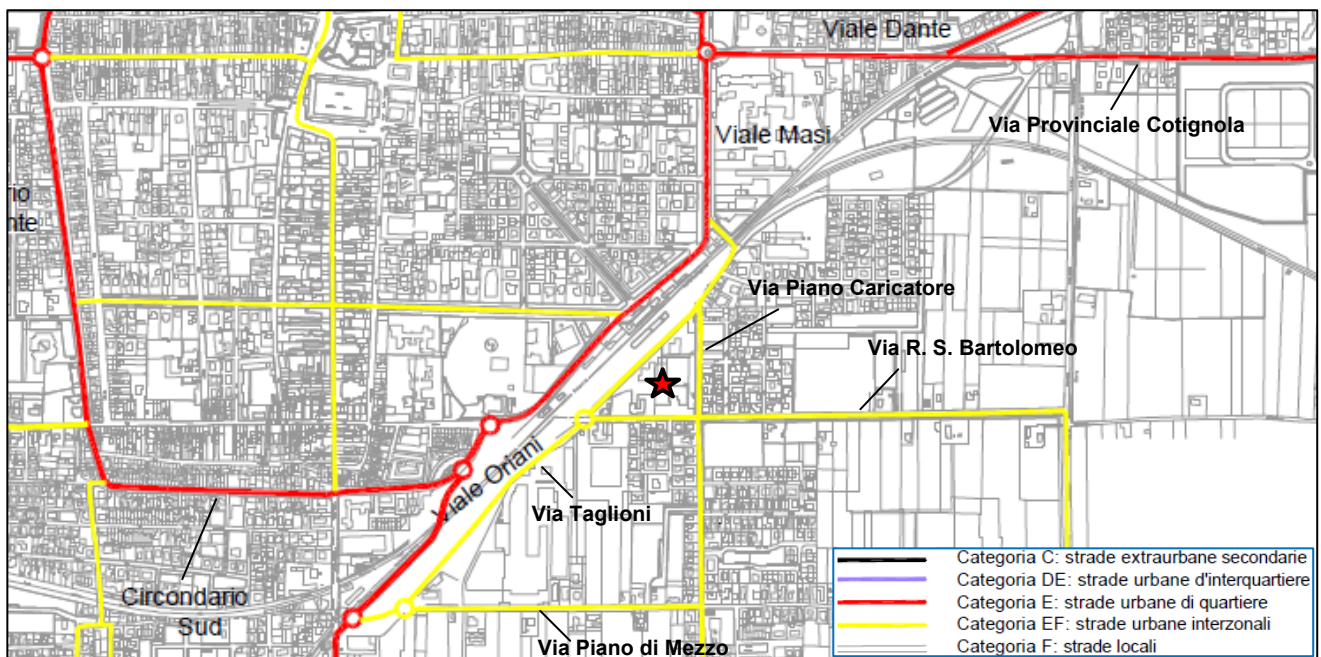 Viale Dante
Via Provinciale Cotignola
Viale Masi
rio
nte
Via Piano Caricatore
Via R. S. Bartolomeo
Viale Oriani
Via Taglioni
Circondario
Sud
Via Piano di Mezzo
Categoria C: strade extraurbane secondarie
Categoria DE: strade urbane d'interquartiere
Categoria E: strade urbane di quartiere
Categoria EF: strade urbane interzonali
Categoria F: strade locali